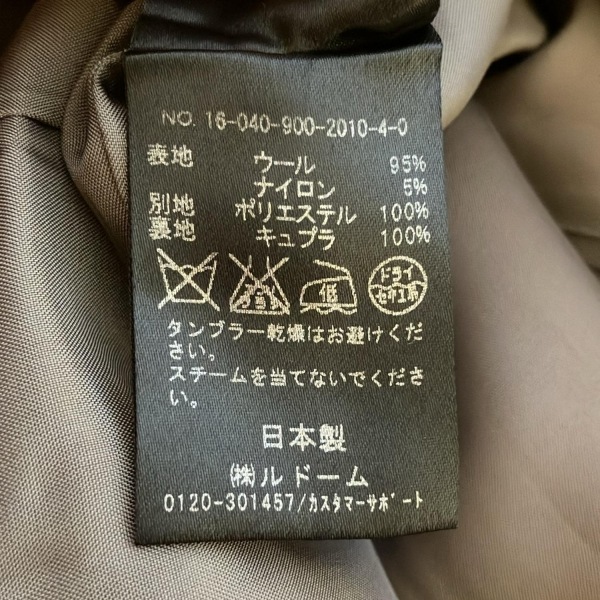 NO. 16-040-900-2010-4-0
表地 ウール 95%
ナイロン 5%
別地 ポリエステル 100%
裏地 キュプラ 100%
低 ドライ
セキユ系
タンブラー乾燥はお避けくだ
さい。
スチームを当てないでくださ
い。
日本製
(株)ルドーム
0120-301457/カスタマーサポート